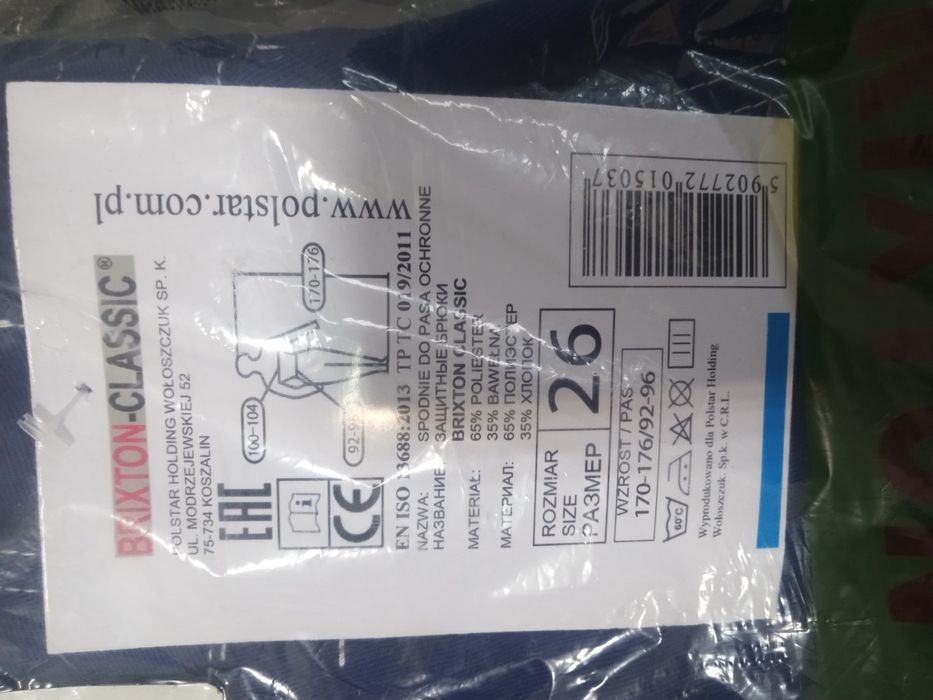 BRIXTON-CLASSIC®
POLSTAR HOLDING WOŁOSZCZUK SP. K.
UL. MORZEJEWSKIEJ 52
75-734 KOSZALIN
www.polstar.com.pl
EAC
100-104
170-176
CE
EN ISO 13688:2013 TP TC 019/2011
NAZWA: SPODNIE DO PASA OCHRONNE
НАЗВАНИЕ: ЗАЩИТНЫЕ БРЮКИ
BRIXTON CLASSIC
MATERIAŁ: 65% POLIESTER
35% BAWEŁNA
МАТЕРИАЛ: 65% ПОЛИЭСТЕР
35% ХЛОПОК
ROZMIAR
SIZE
РАЗМЕР
26
WZROST / PAS
170-176/92-96
60°C
Wyprodukowano dla Polstar Holding
Wołoszczuk. Sp.k. w C.R.L.
5 902772 015037